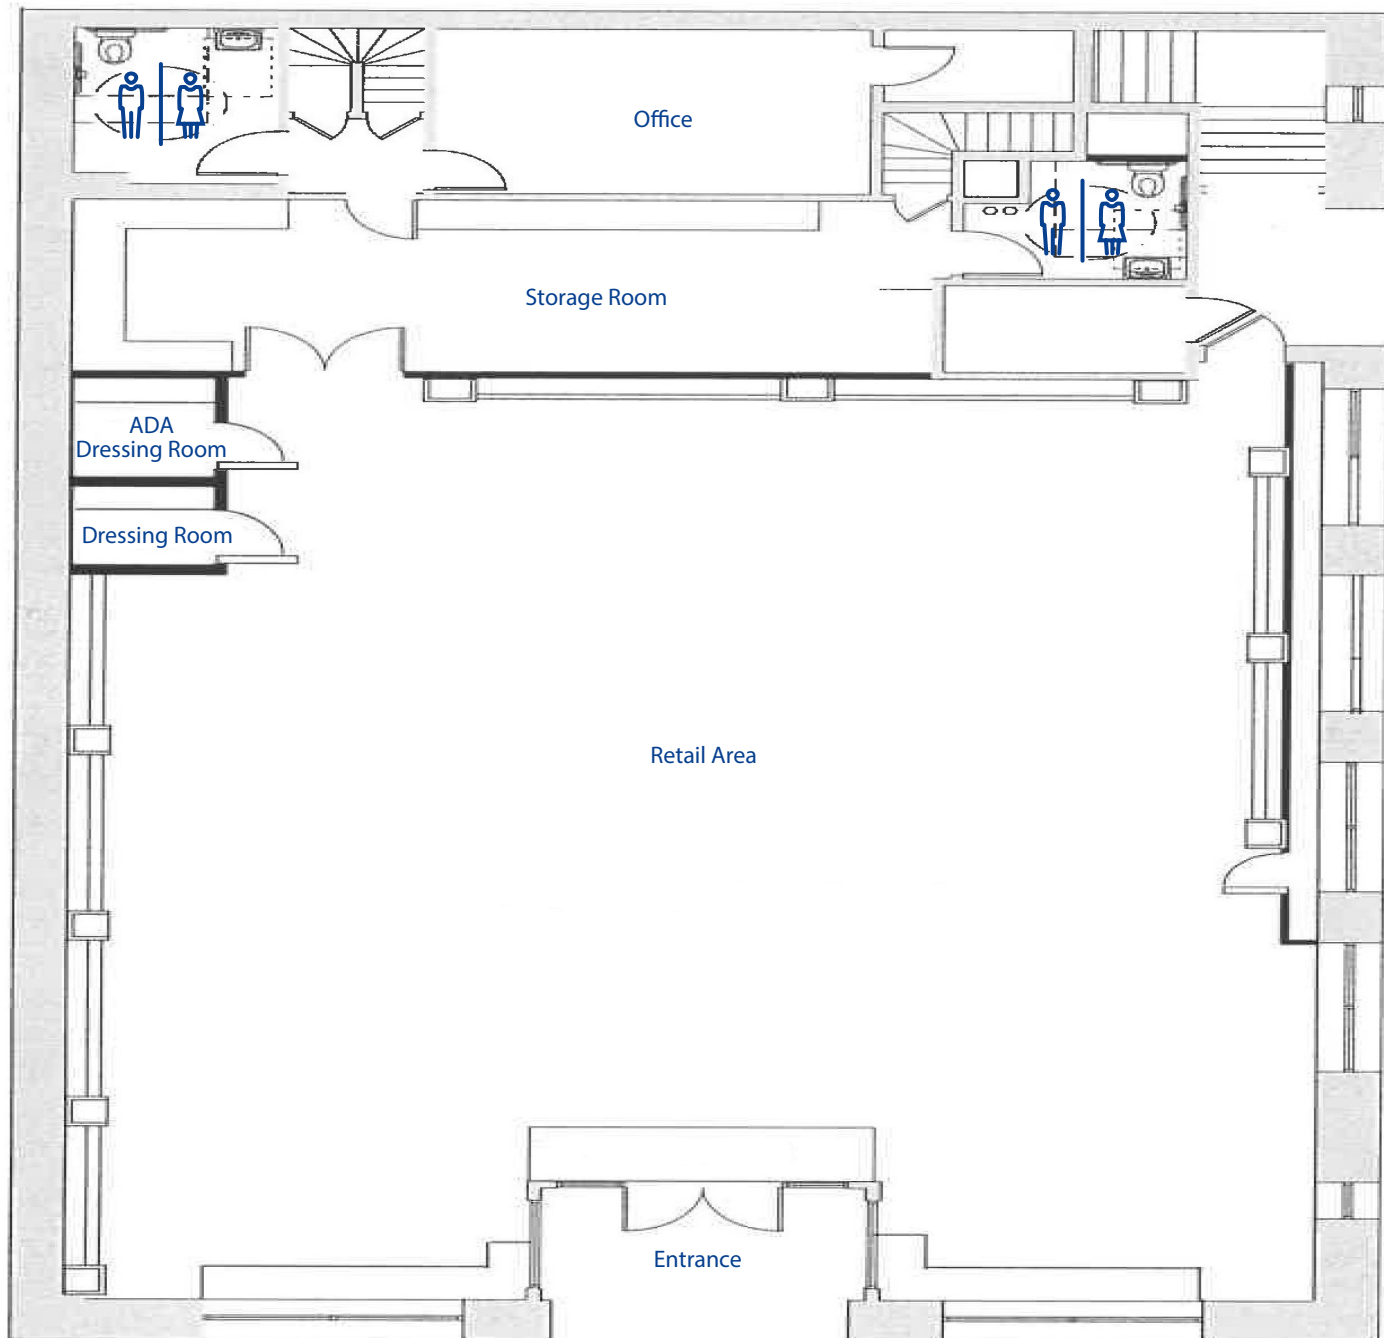 Office
Storage Room
ADA
Dressing Room
Dressing Room
Retail Area
Entrance